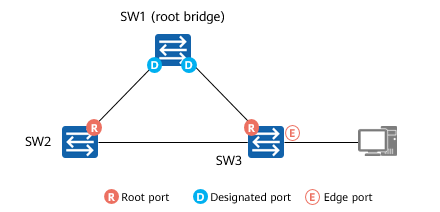 SW1 (root bridge)
D D
R R E
SW2
SW3
R Root port D Designated port E Edge port